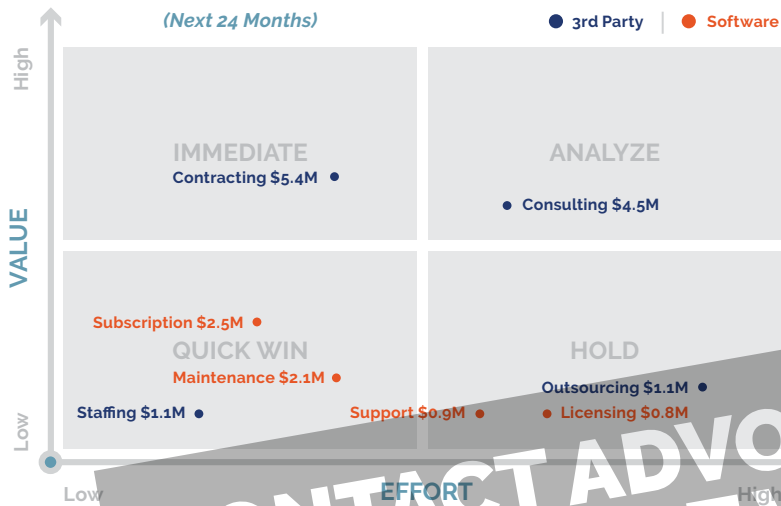 (Next 24 Months)
3rd Party | Software
High
IMMEDIATE
Contracting $5.4M
ANALYZE
Consulting $4.5M
VALUE
Subscription $2.5M
QUICK WIN
Maintenance $2.1M
Staffing $1.1M
HOLD
Outsourcing $1.1M
Support $0.9M
Licensing $0.8M
Low
Low
EFFORT
High
CONTACT ADVO